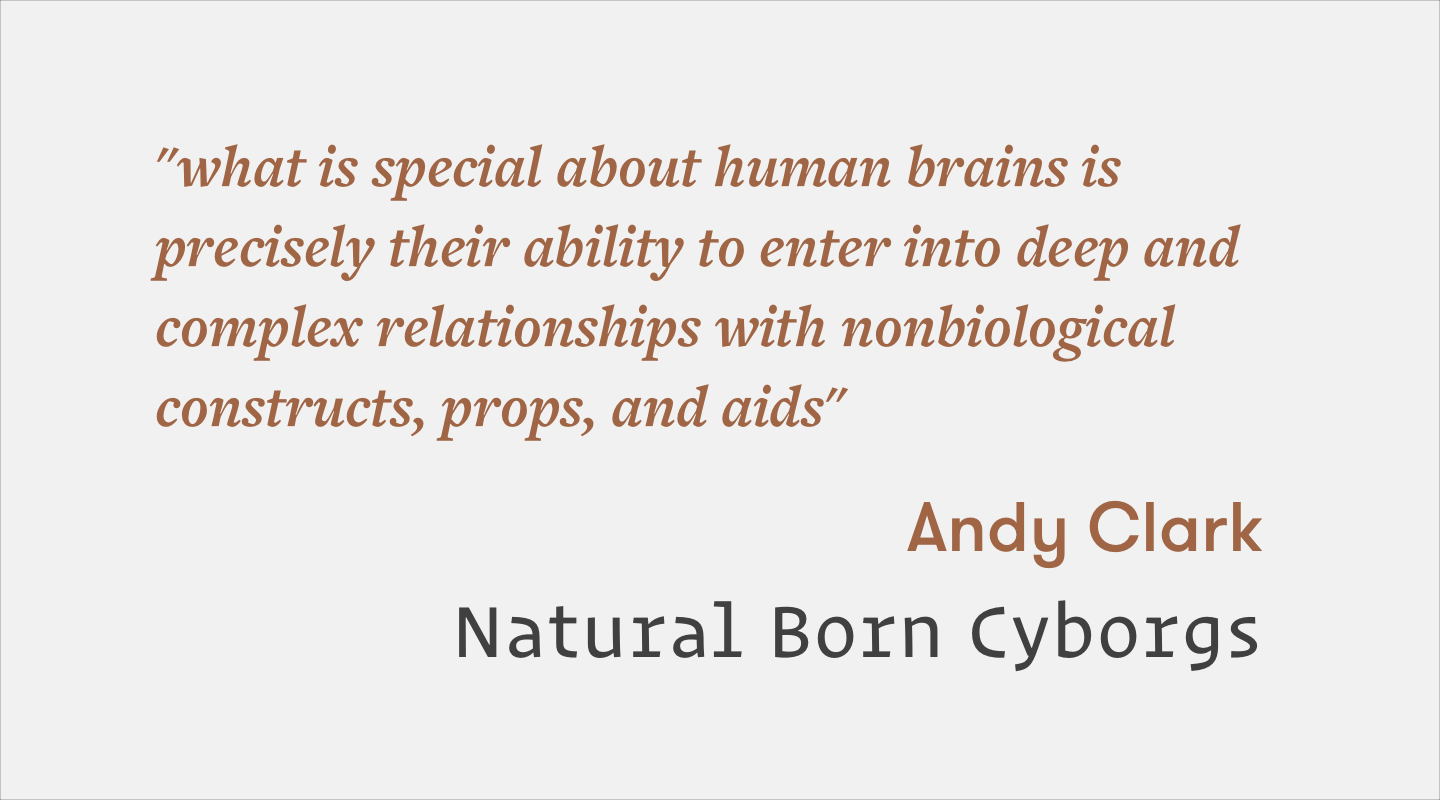 "what is special about human brains is
precisely their ability to enter into deep and
complex relationships with nonbiological
constructs, props, and aids"
Andy Clark
Natural Born Cyborgs